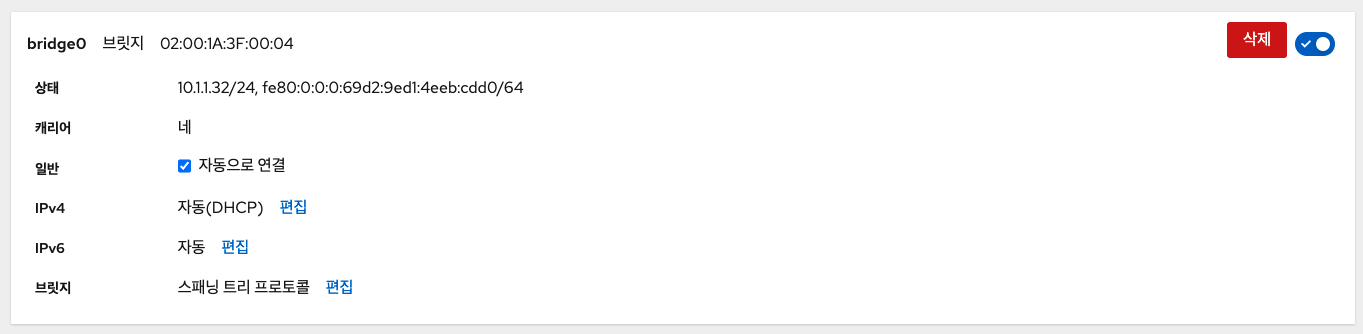 bridge0 브릿지 02:00:1A:3F:00:04 삭제
상태 10.1.1.32/24, fe80:0:0:0:69d2:9ed1:4eeb:cdd0/64
캐리어 네
일반 자동으로 연결
IPv4 자동(DHCP) 편집
IPv6 자동 편집
브릿지 스패닝 트리 프로토콜 편집